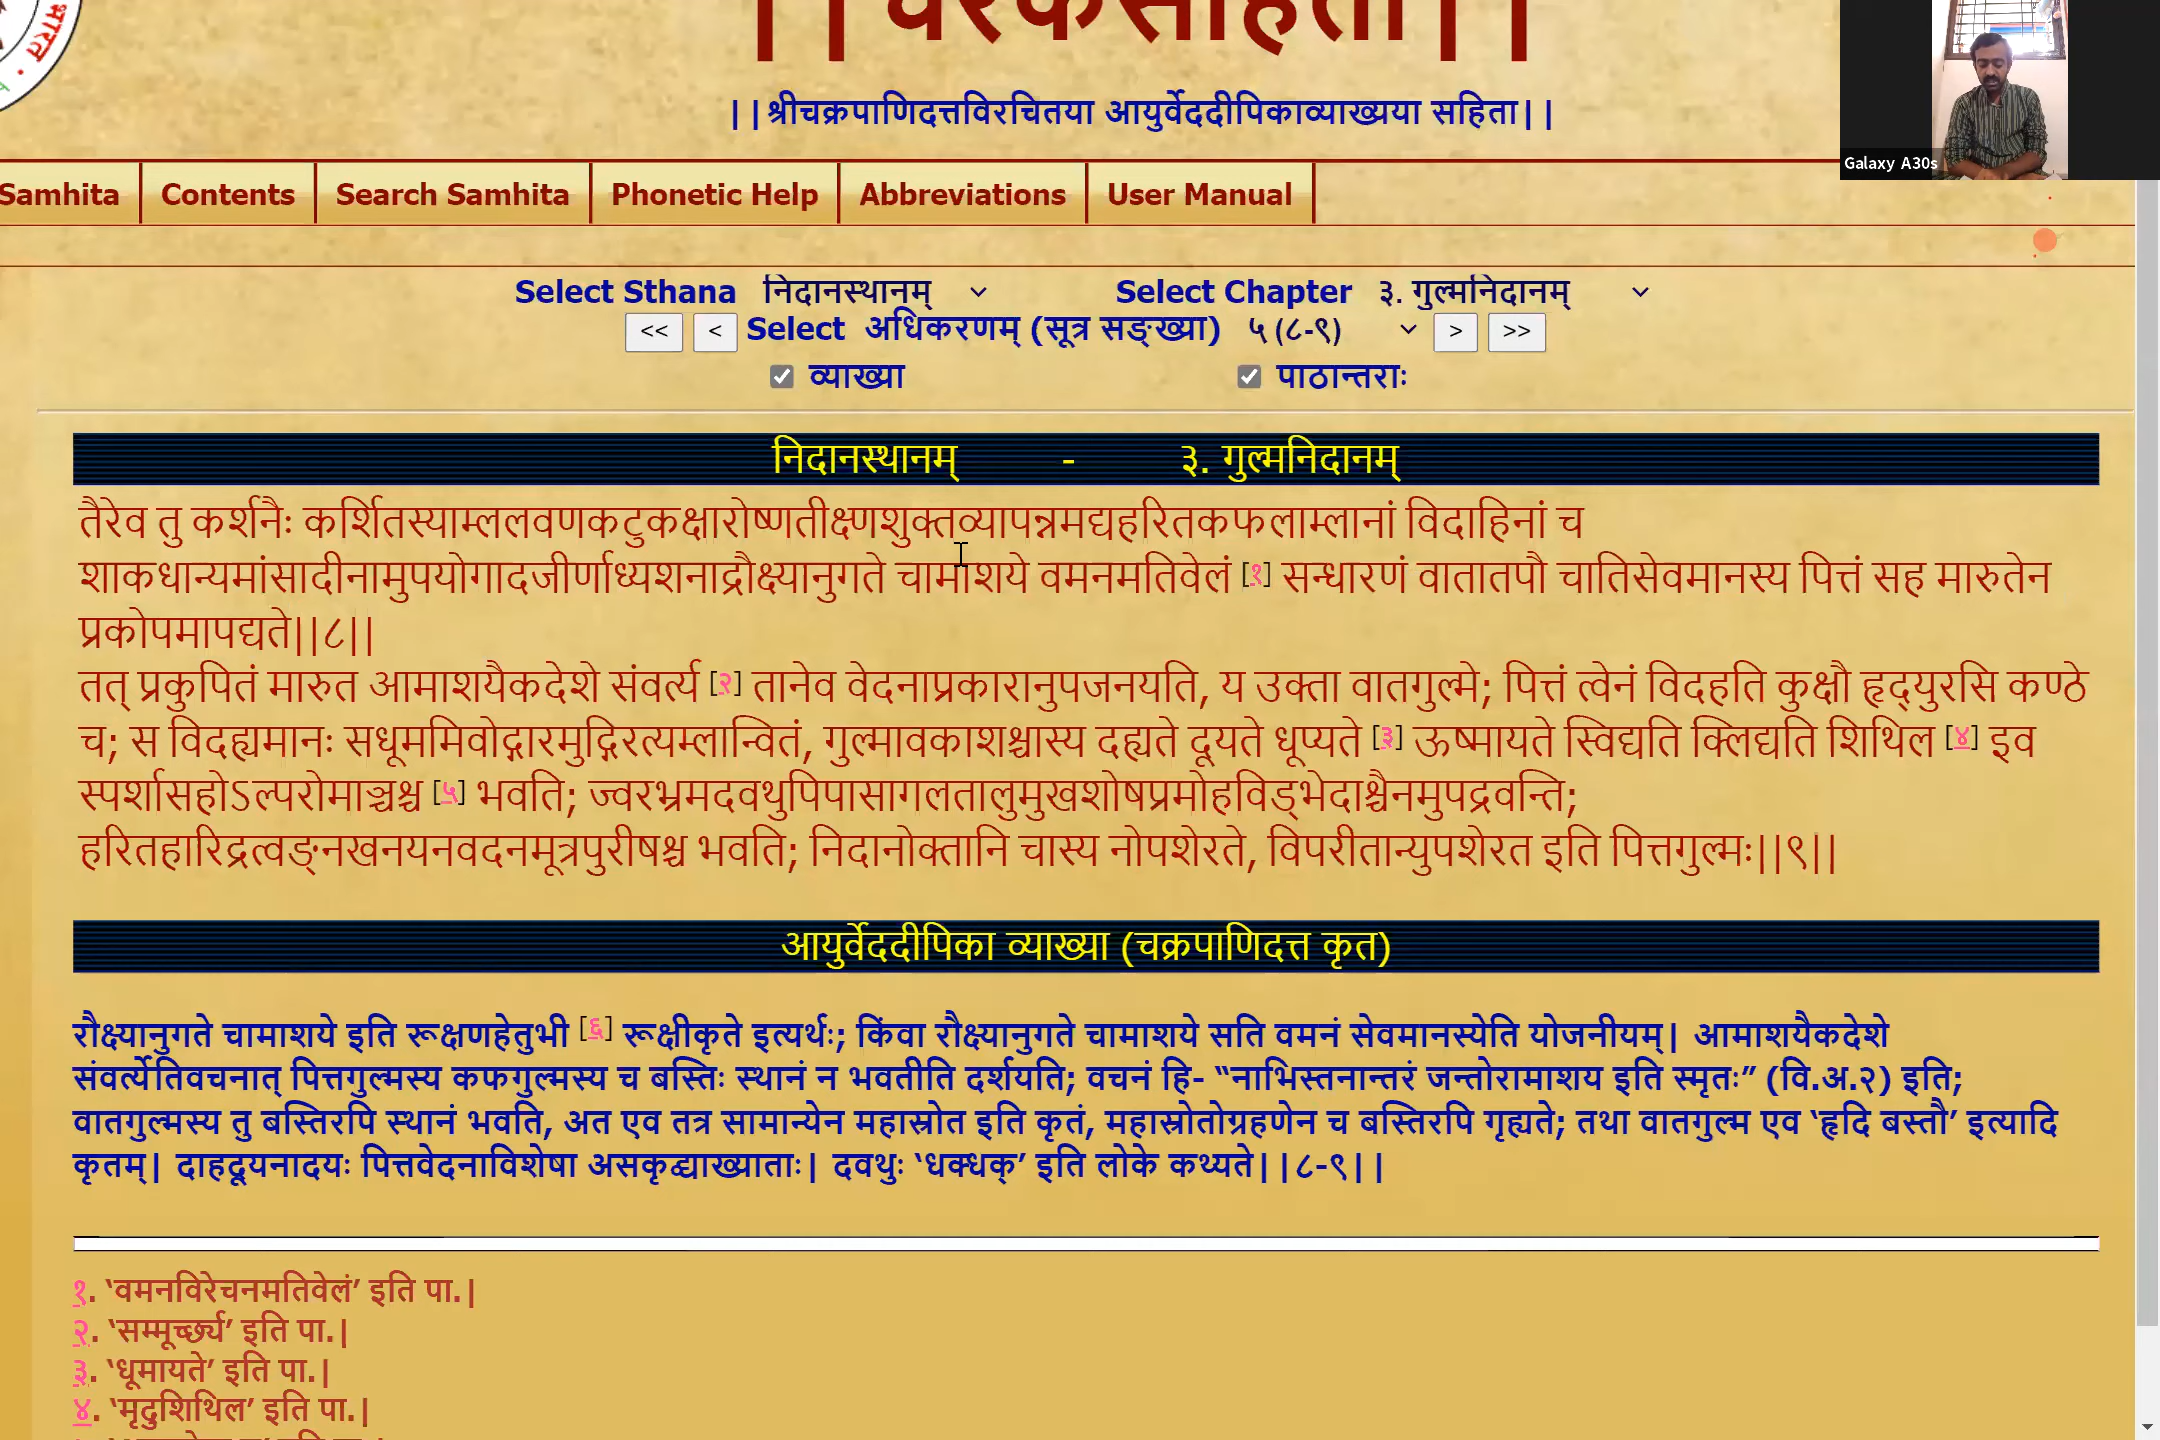 ||चरकसंहिता||
भारत
||श्रीचक्रपाणिदत्तविरचितया आयुर्वेददीपिकाव्याख्यया सहिता||
Galaxy A30s
Samhita Contents Search Samhita Phonetic Help Abbreviations User Manual
Select Sthana निदानस्थानम् Select Chapter ३. गुल्मनिदानम्
<< < Select अधिकरणम् (सूत्र सङ्ख्या) ५ (८-९) > >>
व्याख्या पाठान्तराः
निदानस्थानम् - ३. गुल्मनिदानम्
तैरेव तु कर्शनैः कर्शितस्याम्ललवणकटुकक्षारोष्णतीक्ष्णशुक्तव्यापन्नमद्यहरितकफलाम्लानां विदाहिनां च
शाकधान्यमांसादीनामुपयोगादजीर्णाध्यशनाद्रौक्ष्यानुगते चामाशये वमनमतिवेलं [१] सन्धारणं वातातपौ चातिसेवमानस्य पित्तं सह मारुतेन
प्रकोपमापद्यते||८||
तत् प्रकुपितं मारुत आमाशयैकदेशे संवर्त्य [२] तानेव वेदनाप्रकारानुपजनयति, य उक्ता वातगुल्मे; पित्तं त्वेनं विदहति कुक्षौ हृद्युरसि कण्ठे
च; स विदह्यमानः सधूममिवोद्गारमुद्गिरत्यम्लान्वितं, गुल्मावकाशश्चास्य दह्यते दूयते धूप्यते [३] ऊष्मायते स्विद्यति क्लिद्यति शिथिल [४] इव
स्पर्शासहोऽल्परोमाञ्चश्च [५] भवति; ज्वरभ्रमदवथुपिपासागलतालुमुखशोषप्रमोहविड्भेदाश्चैनमुपद्रवन्ति;
हरितहारिद्रत्वङ्नखनयनवदनमूत्रपुरीषश्च भवति; निदानोक्तानि चास्य नोपशेरते, विपरीतान्युपशेरत इति पित्तगुल्मः||९||
आयुर्वेददीपिका व्याख्या (चक्रपाणिदत्त कृत)
रौक्ष्यानुगते चामाशये इति रूक्षणहेतुभी [६] रूक्षीकृते इत्यर्थः; किंवा रौक्ष्यानुगते चामाशये सति वमनं सेवमानस्येति योजनीयम्| आमाशयैकदेशे
संवर्त्येतिवचनात् पित्तगुल्मस्य कफगुल्मस्य च बस्तिः स्थानं न भवतीति दर्शयति; वचनं हि- “नाभिस्तनान्तरं जन्तोरामाशय इति स्मृतः” (वि.अ.२) इति;
वातगुल्मस्य तु बस्तिरपि स्थानं भवति, अत एव तत्र सामान्येन महास्रोत इति कृतं, महास्रोतोग्रहणेन च बस्तिरपि गृह्यते; तथा वातगुल्म एव ‘हृदि बस्तौ’ इत्यादि
कृतम्| दाहदूयनादयः पित्तवेदनाविशेषा असकृद्व्याख्याताः| दवथुः ‘धक्धक्’ इति लोके कथ्यते||८-९||
१. ‘वमनविरेचनमतिवेलं’ इति पा.|
२. ‘सम्मूर्च्छ्य’ इति पा.|
३. ‘धूमायते’ इति पा.|
४. ‘मृदुशिथिल’ इति पा.|